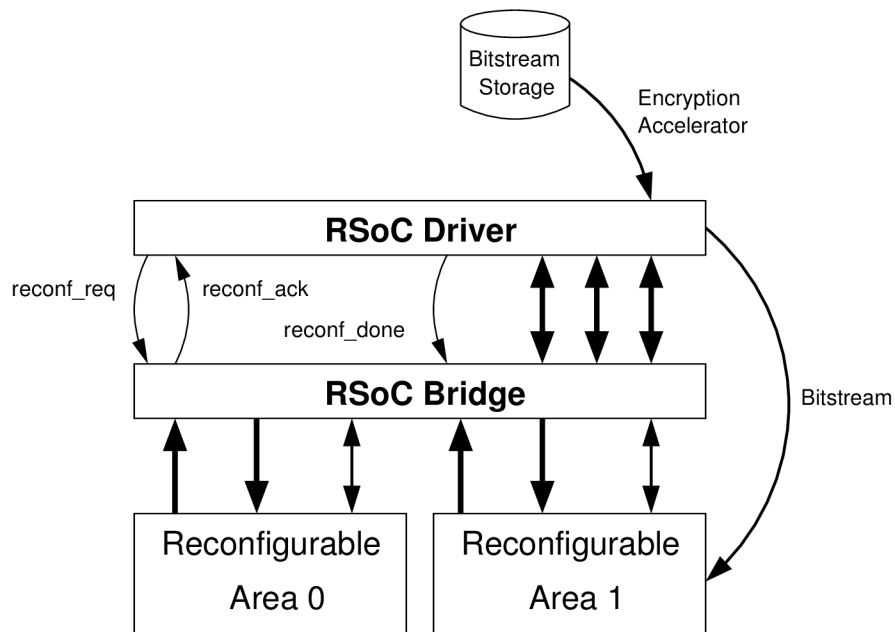 Bitstream
Storage
Encryption
Accelerator
RSoC Driver
reconf_req
reconf_ack
reconf_done
RSoC Bridge
Bitstream
Reconfigurable
Area 0
Reconfigurable
Area 1